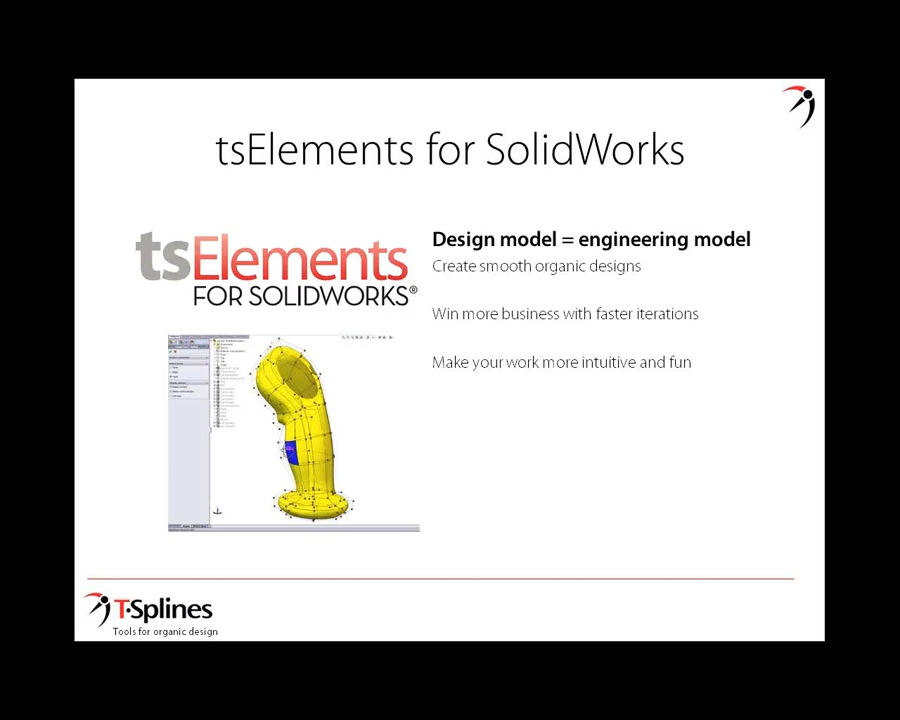 tsElements for SolidWorks
tsElements
FOR SOLIDWORKS®
Design model = engineering model
Create smooth organic designs
Win more business with faster iterations
Make your work more intuitive and fun
T-Splines
Tools for organic design